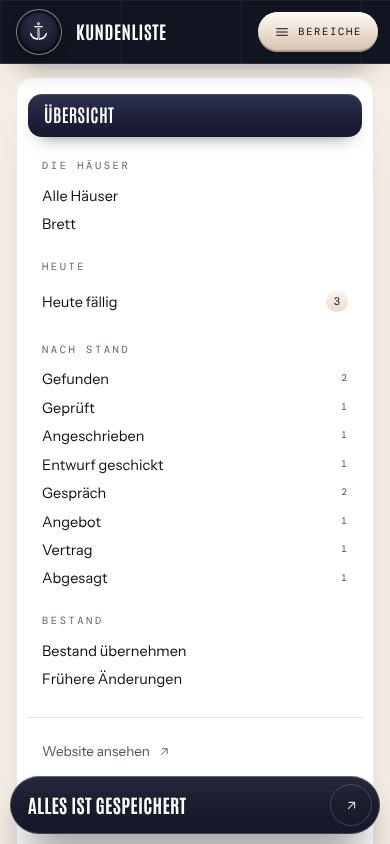 KUNDENLISTE
BEREICHE
ÜBERSICHT
DIE HÄUSER
Alle Häuser
Brett
HEUTE
Heute fällig 3
NACH STAND
Gefunden 2
Geprüft 1
Angeschrieben 1
Entwurf geschickt 1
Gespräch 2
Angebot 1
Vertrag 1
Abgesagt 1
BESTAND
Bestand übernehmen
Frühere Änderungen
Website ansehen
ALLES IST GESPEICHERT